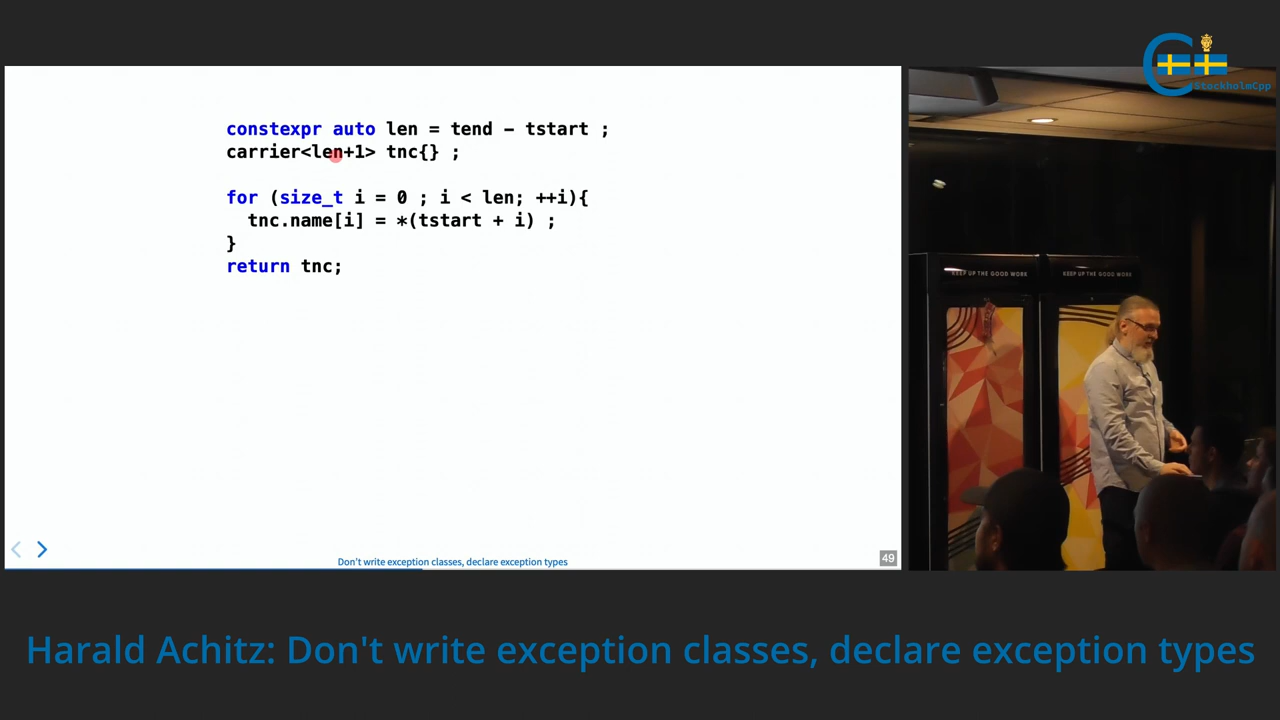 constexpr auto len = tend - tstart ;
carrier<len+1> tnc{} ;
for (size_t i = 0 ; i < len; ++i){
tnc.name[i] = *(tstart + i) ;
}
return tnc;
Don't write exception classes, declare exception types
49
C++
StockholmCpp
KEEP UP THE GOOD WORK
KEEP UP THE GOOD WORK
Harald Achitz: Don't write exception classes, declare exception types